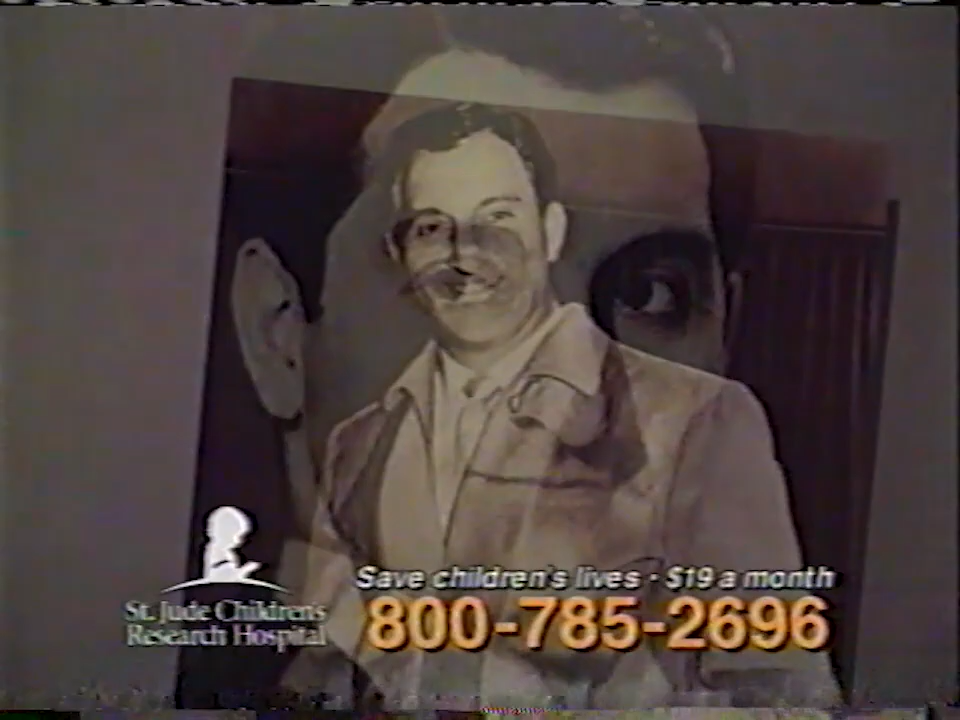 Save children's lives · $19 a month
800-785-2696
St. Jude Children's
Research Hospital